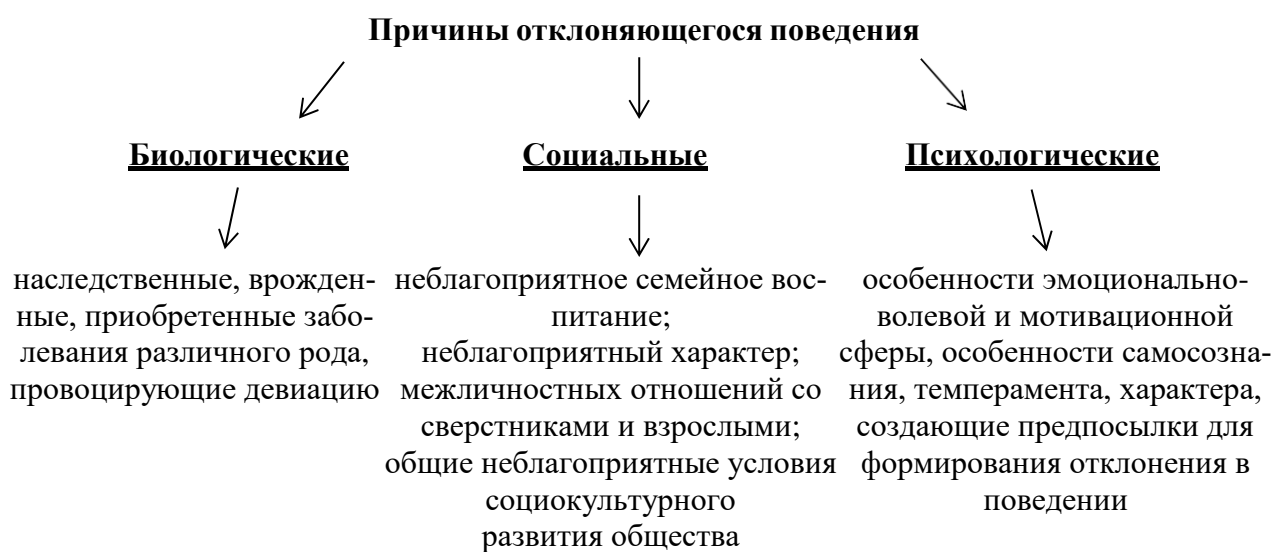 Причины отклоняющегося поведения
Биологические
Социальные
Психологические
наследственные, врожден-
ные, приобретенные забо-
левания различного рода,
провоцирующие девиацию
неблагоприятное семейное вос-
питание;
неблагоприятный характер;
межличностных отношений со
сверстниками и взрослыми;
общие неблагоприятные условия
социокультурного
развития общества
особенности эмоционально-
волевой и мотивационной
сферы, особенности самосозна-
ния, темперамента, характера,
создающие предпосылки для
формирования отклонения в
поведении